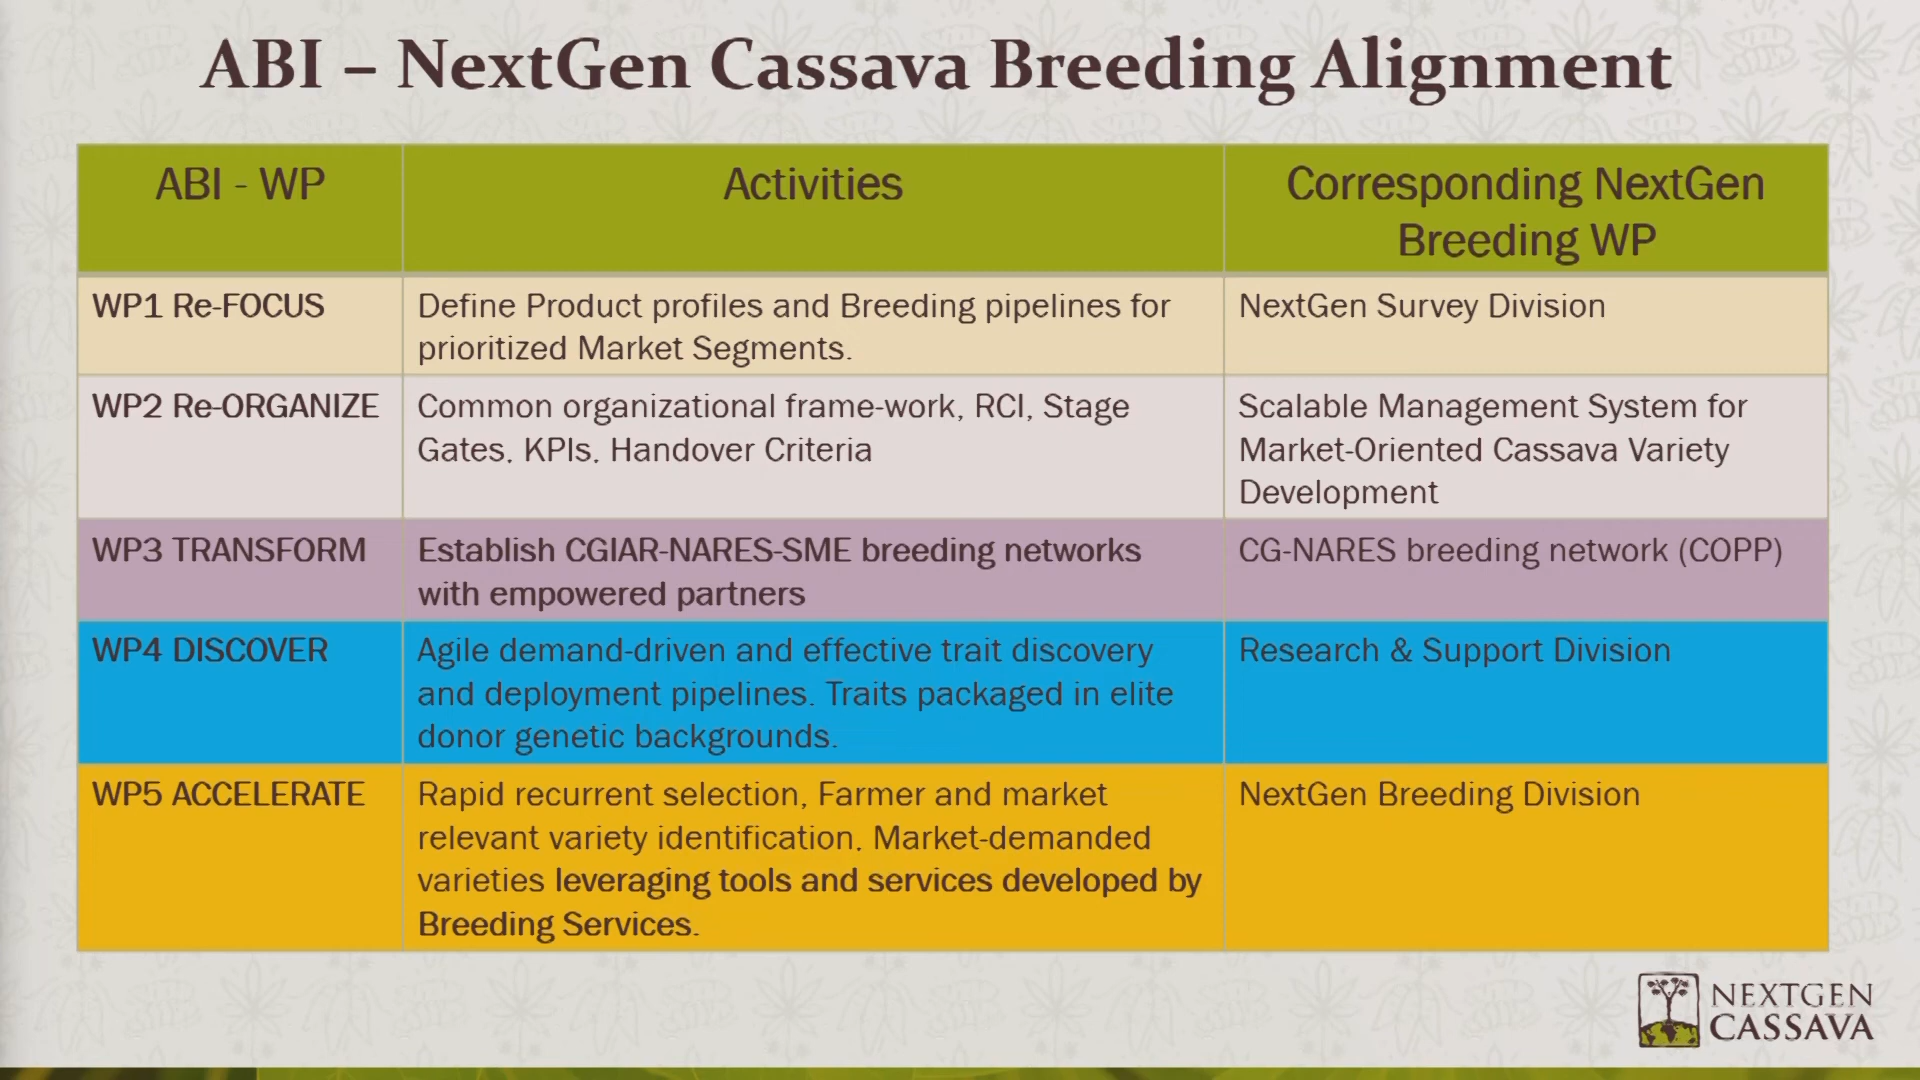 ABI – NextGen Cassava Breeding Alignment
ABI - WP
Activities
Corresponding NextGen
Breeding WP
WP1 Re-FOCUS
Define Product profiles and Breeding pipelines for
prioritized Market Segments.
NextGen Survey Division
WP2 Re-ORGANIZE
Common organizational frame-work, RCI, Stage
Gates, KPIs, Handover Criteria
Scalable Management System for
Market-Oriented Cassava Variety
Development
WP3 TRANSFORM
Establish CGIAR-NARES-SME breeding networks
with empowered partners
CG-NARES breeding network (COPP)
WP4 DISCOVER
Agile demand-driven and effective trait discovery
and deployment pipelines. Traits packaged in elite
donor genetic backgrounds.
Research & Support Division
WP5 ACCELERATE
Rapid recurrent selection, Farmer and market
relevant variety identification, Market-demanded
varieties leveraging tools and services developed by
Breeding Services.
NextGen Breeding Division
NEXTGEN
CASSAVA